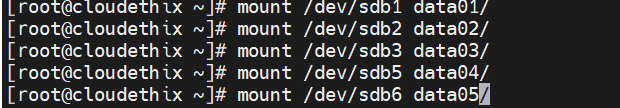 [root@cloudethix ~]# mount /dev/sdb1 data01/
[root@cloudethix ~]# mount /dev/sdb2 data02/
[root@cloudethix ~]# mount /dev/sdb3 data03/
[root@cloudethix ~]# mount /dev/sdb5 data04/
[root@cloudethix ~]# mount /dev/sdb6 data05/